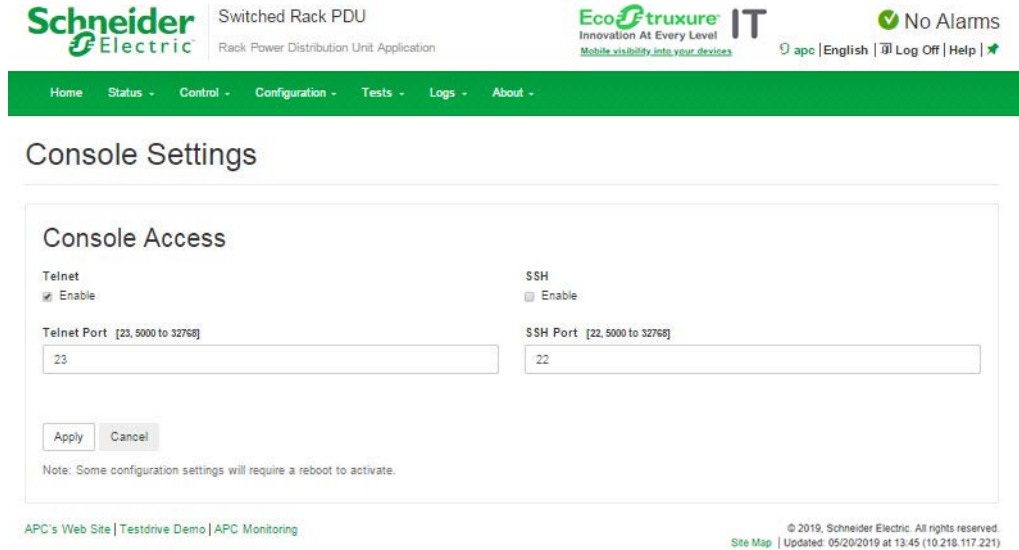 Schneider Electric
Switched Rack PDU
Rack Power Distribution Unit Application
EcoStruxure IT
Innovation At Every Level
Mobile visibility into your devices
No Alarms
apc | English | Log Off | Help |
Home Status Control Configuration Tests Logs About
Console Settings
Console Access
Telnet
Enable
SSH
Enable
Telnet Port [23, 5000 to 32768]
23
SSH Port [22, 5000 to 32768]
22
Apply Cancel
Note: Some configuration settings will require a reboot to activate.
APC's Web Site | Testdrive Demo | APC Monitoring
© 2019, Schneider Electric. All rights reserved.
Site Map | Updated: 05/20/2019 at 13:45 (10.218.117.221)